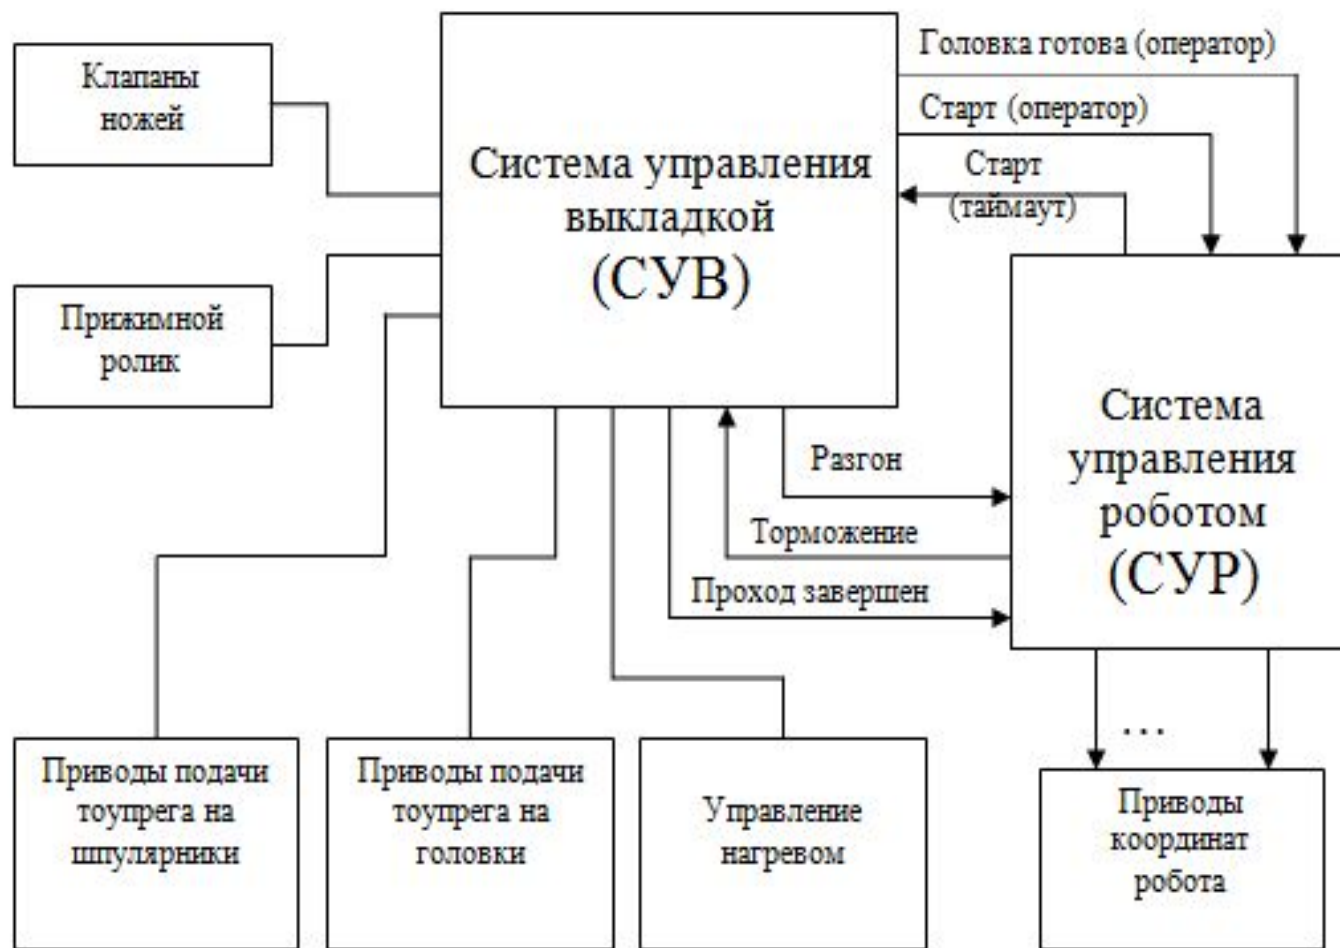 Клапаны
ножей
Прижимной
ролик
Система управления
выкладкой
(СУВ)
Головка готова (оператор)
Старт (оператор)
Старт
(таймаут)
Разгон
Торможение
Проход завершен
Система
управления
роботом
(СУР)
Приводы подачи
тоупрега на
шпулярники
Приводы подачи
тоупрега на
головки
Управление
нагревом
...
Приводы
координат
робота